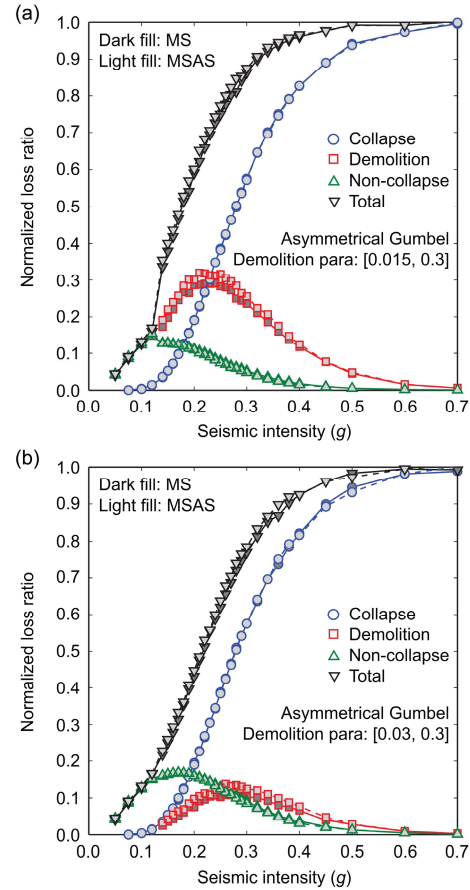 (a)
1.0
0.9
0.8
0.7
0.6
0.5
0.4
0.3
0.2
0.1
0.0
Normalized loss ratio
Dark fill: MS
Light fill: MSAS
Collapse
Demolition
Non-collapse
Total
Asymmetrical Gumbel
Demolition para: [0.015, 0.3]
0.0 0.1 0.2 0.3 0.4 0.5 0.6 0.7
Seismic intensity (g)
(b)
1.0
0.9
0.8
0.7
0.6
0.5
0.4
0.3
0.2
0.1
0.0
Normalized loss ratio
Dark fill: MS
Light fill: MSAS
Collapse
Demolition
Non-collapse
Total
Asymmetrical Gumbel
Demolition para: [0.03, 0.3]
0.0 0.1 0.2 0.3 0.4 0.5 0.6 0.7
Seismic intensity (g)